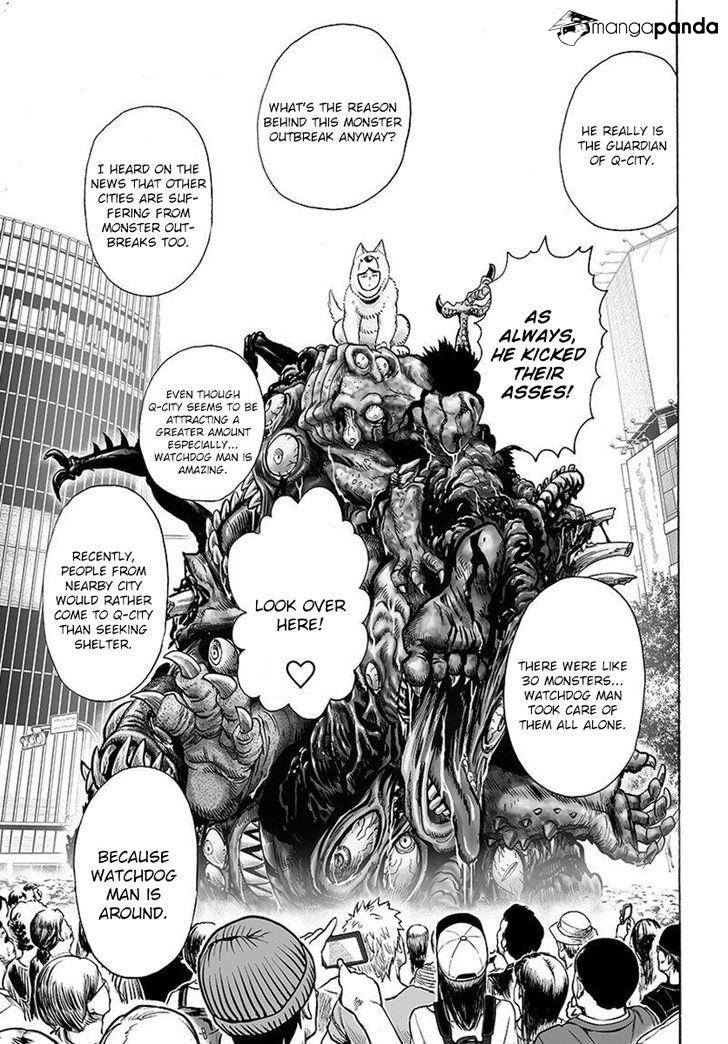 mangapanda
HE REALLY IS
THE GUARDIAN
OF Q-CITY.
WHAT'S THE REASON
BEHIND THIS MONSTER
OUTBREAK ANYWAY?
I HEARD ON THE
NEWS THAT OTHER
CITIES ARE SUF-
FERING FROM
MONSTER OUT-
BREAKS TOO.
AS
ALWAYS,
HE KICKED
THEIR
ASSES!
EVEN THOUGH
Q-CITY SEEMS TO BE
ATTRACTING A
GREATER AMOUNT
ESPECIALLY...
WATCHDOG MAN IS
AMAZING.
LOOK OVER
HERE!
♡
RECENTLY,
PEOPLE FROM
NEARBY CITY
WOULD RATHER
COME TO Q-CITY
THAN SEEKING
SHELTER.
THERE WERE LIKE
30 MONSTERS...
WATCHDOG MAN
TOOK CARE OF
THEM ALL ALONE.
BECAUSE
WATCHDOG
MAN IS
AROUND.